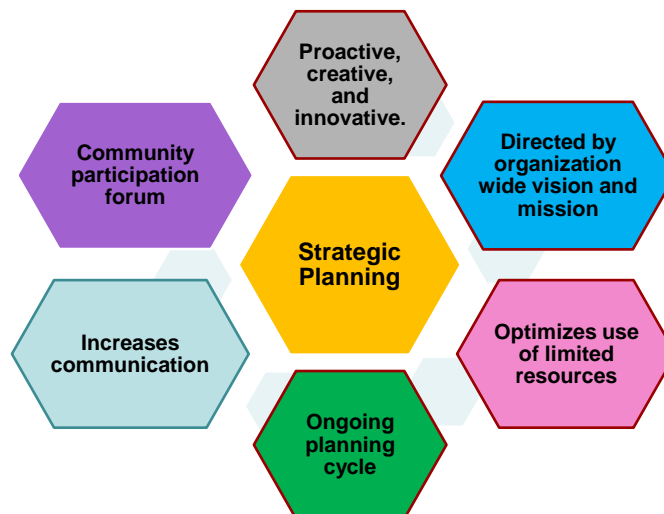 Proactive,
creative,
and
innovative.
Directed by
organization
wide vision and
mission
Optimizes use
of limited
resources
Ongoing
planning
cycle
Increases
communication
Community
participation
forum
Strategic
Planning